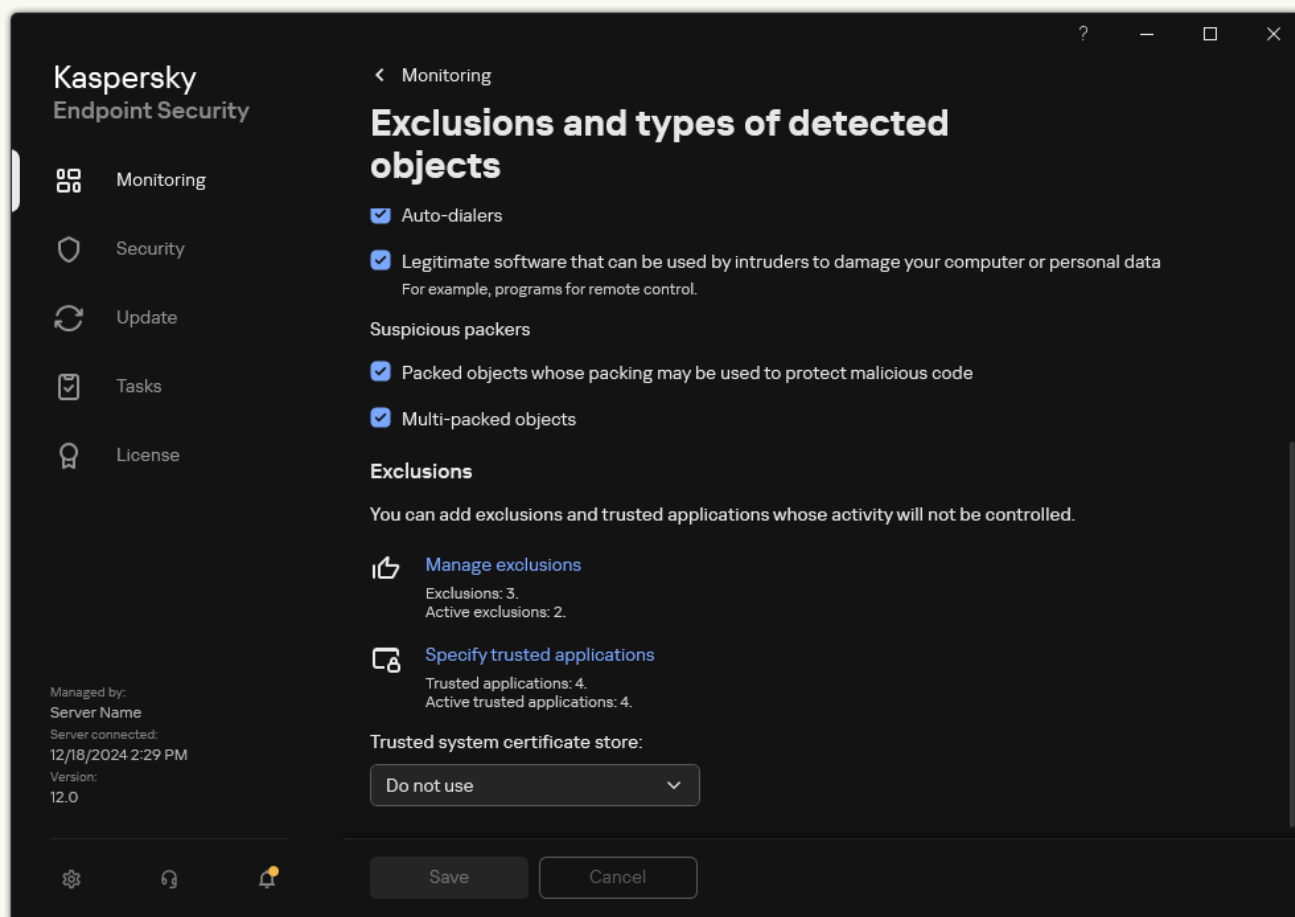 ?
Kaspersky
Endpoint Security
Monitoring
Security
Update
Tasks
License
Managed by:
Server Name
Server connected:
12/18/2024 2:29 PM
Version:
12.0
Monitoring
Exclusions and types of detected
objects
Auto-dialers
Legitimate software that can be used by intruders to damage your computer or personal data
For example, programs for remote control.
Suspicious packers
Packed objects whose packing may be used to protect malicious code
Multi-packed objects
Exclusions
You can add exclusions and trusted applications whose activity will not be controlled.
Manage exclusions
Exclusions: 3.
Active exclusions: 2.
Specify trusted applications
Trusted applications: 4.
Active trusted applications: 4.
Trusted system certificate store:
Do not use
Save
Cancel